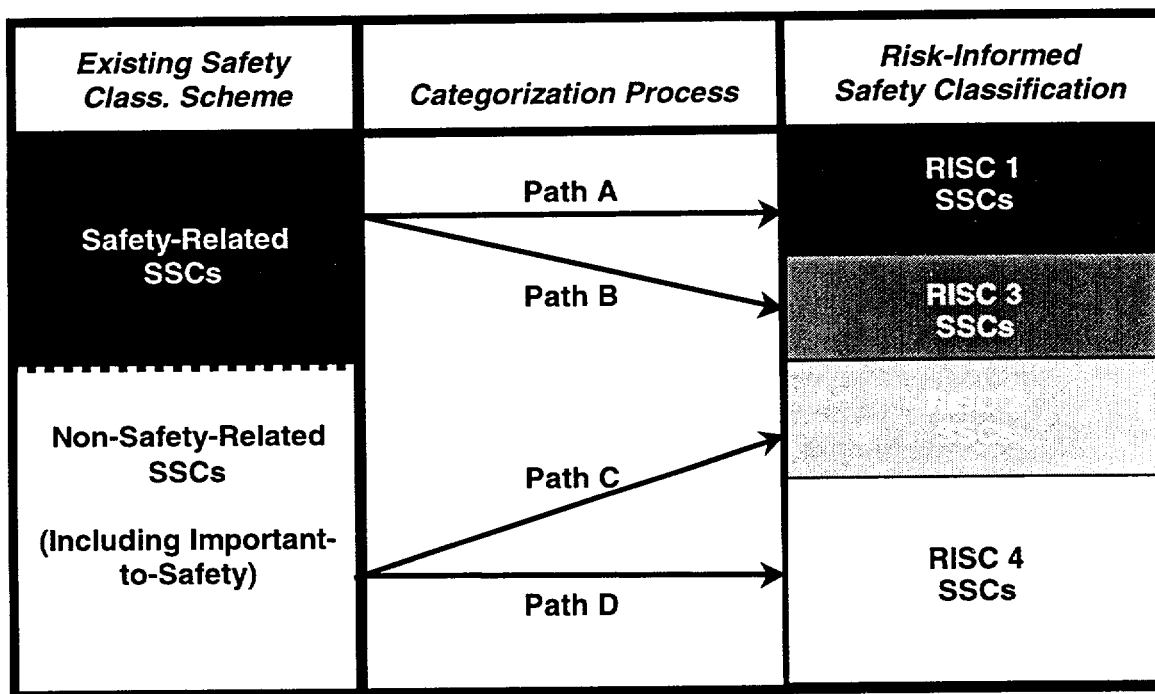 Existing Safety
Class. Scheme
Categorization Process
Risk-Informed
Safety Classification
Safety-Related
SSCs
Path A
Path B
RISC 1
SSCs
RISC 3
SSCs
Non-Safety-Related
SSCs
(Including Important-
to-Safety)
Path C
Path D
RISC 4
SSCs